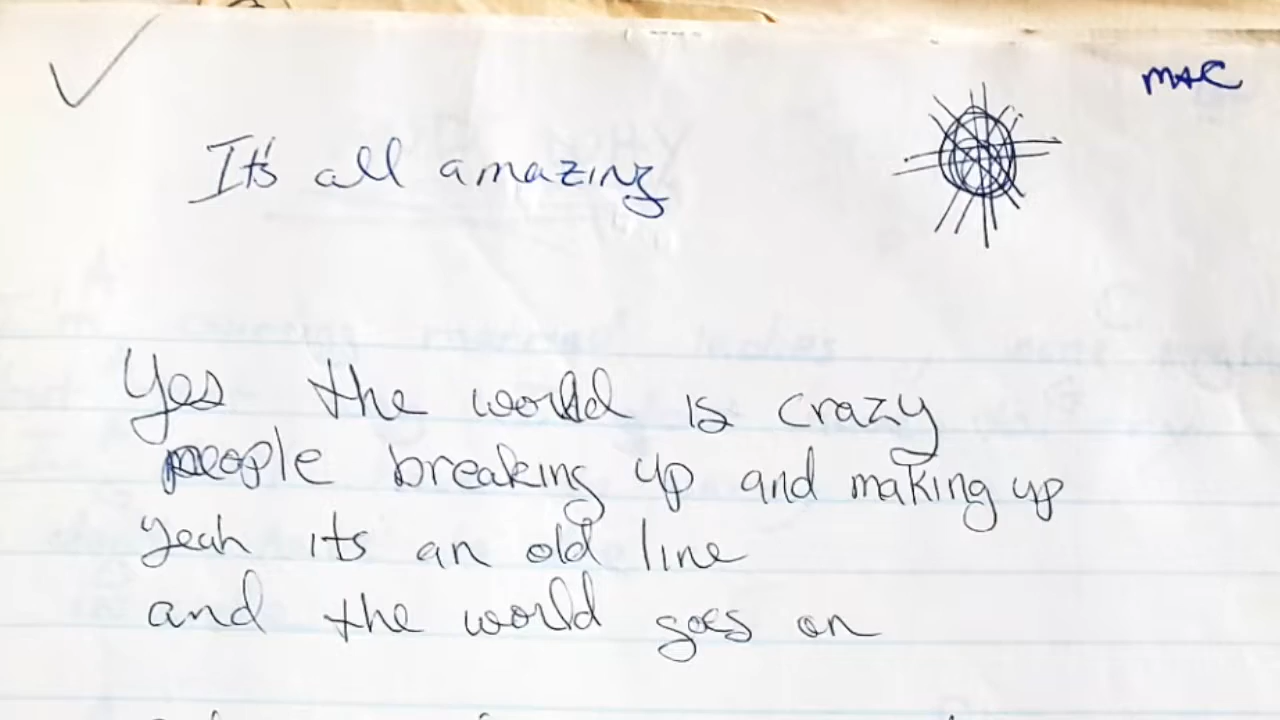 MAC
It's all amazing
Yes the world is crazy
people breaking up and making up
yeah its an old line
and the world goes on